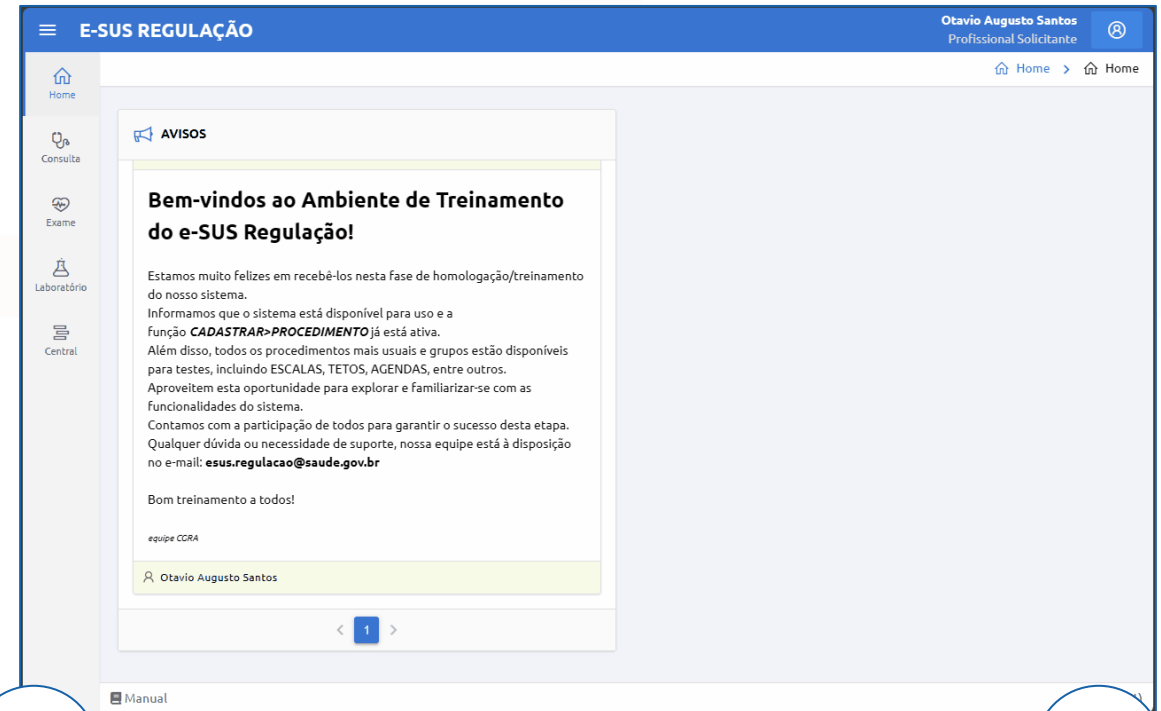 E-SUS REGULAÇÃO
Otavio Augusto Santos
Profissional Solicitante
Home > Home
Home
Consulta
Exame
Laboratório
Central
AVISOS
Bem-vindos ao Ambiente de Treinamento
do e-SUS Regulação!
Estamos muito felizes em recebê-los nesta fase de homologação/treinamento
do nosso sistema.
Informamos que o sistema está disponível para uso e a
função CADASTRAR>PROCEDIMENTO já está ativa.
Além disso, todos os procedimentos mais usuais e grupos estão disponíveis
para testes, incluindo ESCALAS, TETOS, AGENDAS, entre outros.
Aproveitem esta oportunidade para explorar e familiarizar-se com as
funcionalidades do sistema.
Contamos com a participação de todos para garantir o sucesso desta etapa.
Qualquer dúvida ou necessidade de suporte, nossa equipe está à disposição
no e-mail: esus.regulacao@saude.gov.br
Bom treinamento a todos!
equipe CGRA
Otavio Augusto Santos
< 1 >
Manual